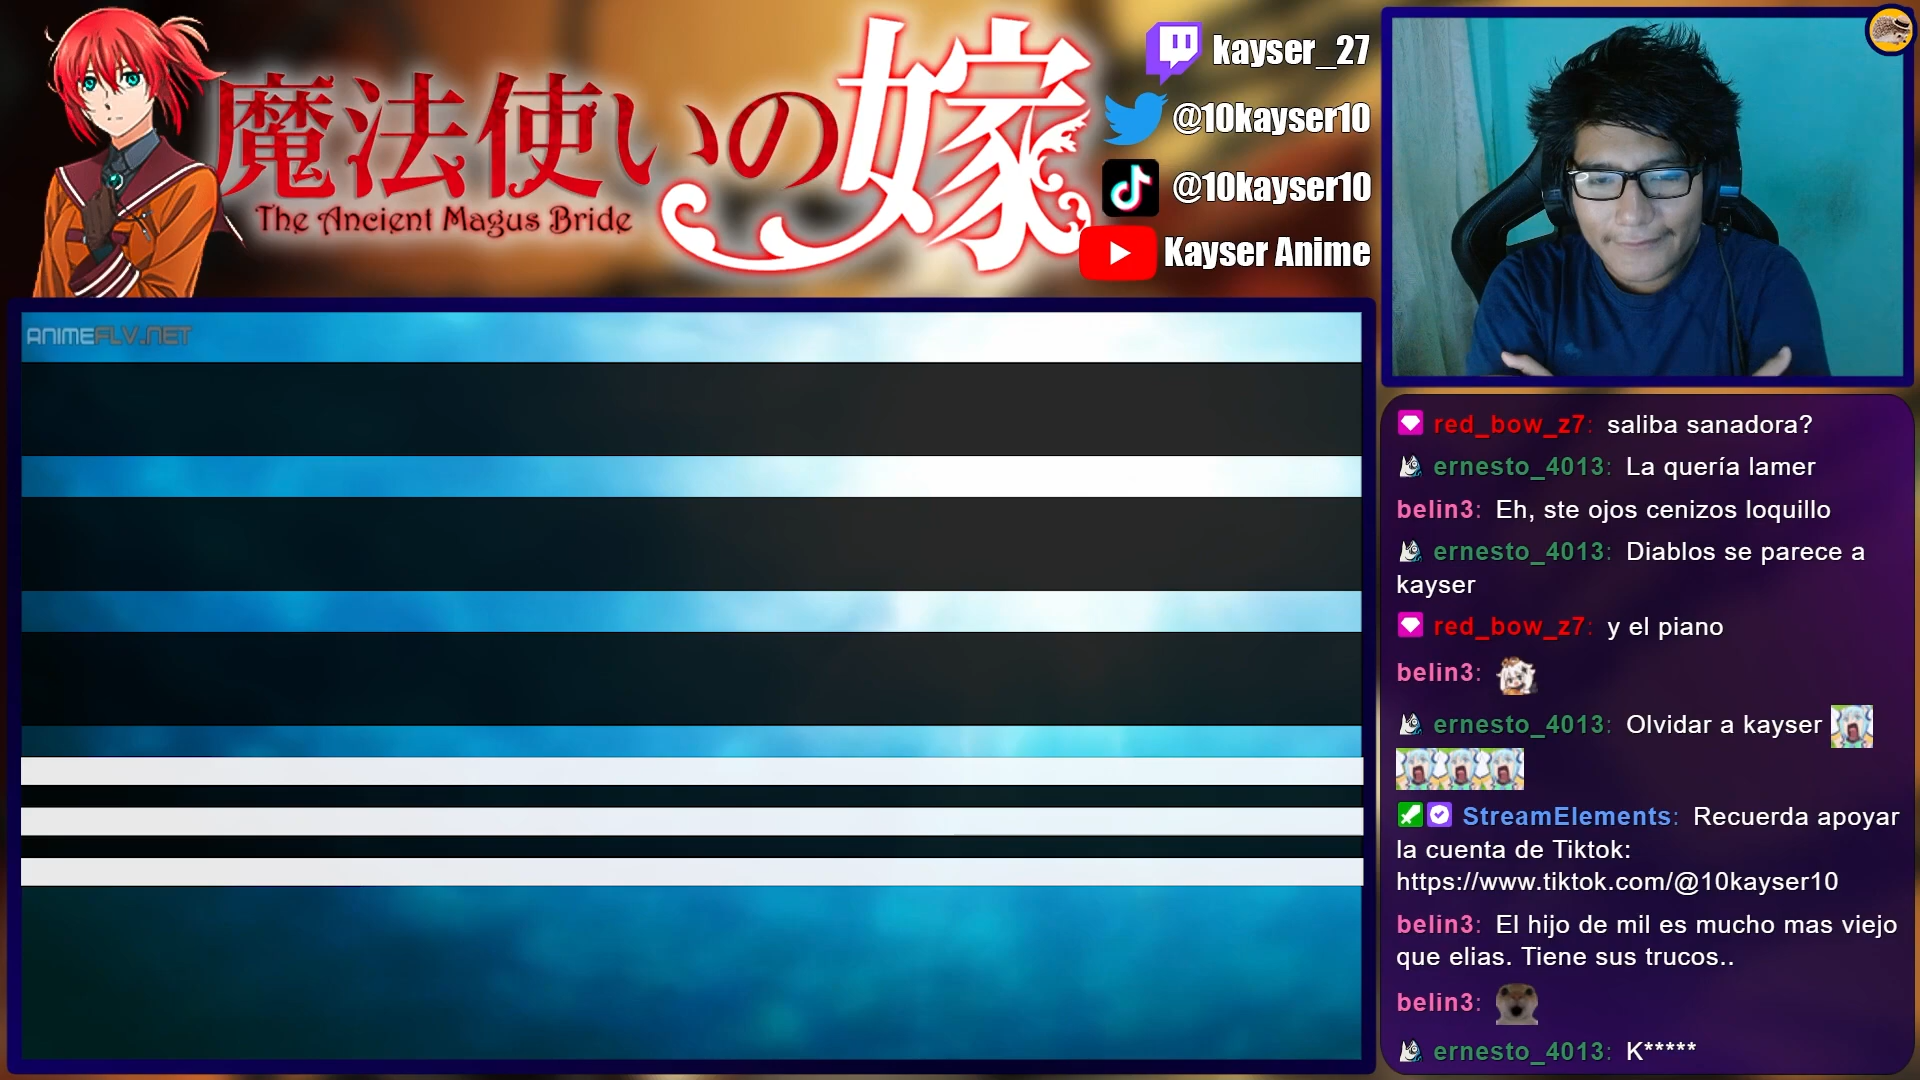 魔法使いの嫁
The Ancient Magus Bride
kayser_27
@10kayser10
@10kayser10
Kayser Anime
ANIMEFLV.NET
red_bow_z7: saliba sanadora?
ernesto_4013: La quería lamer
belin3: Eh, ste ojos cenizos loquillo
ernesto_4013: Diablos se parece a
kayser
red_bow_z7: y el piano
belin3:
ernesto_4013: Olvidar a kayser
StreamElements: Recuerda apoyar
la cuenta de Tiktok:
https://www.tiktok.com/@10kayser10
belin3: El hijo de mil es mucho mas viejo
que elias. Tiene sus trucos..
belin3:
ernesto_4013: K*****